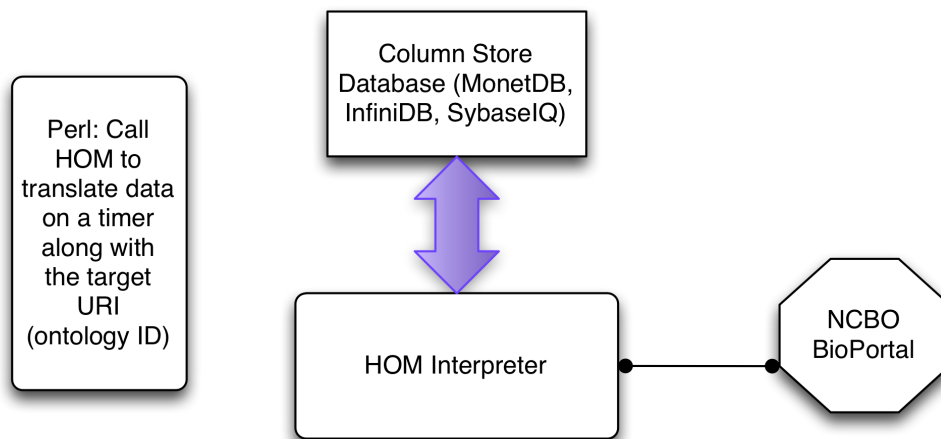 Column Store
Database (MonetDB,
InfiniDB, SybaseIQ)
Perl: Call
HOM to
translate data
on a timer
along with
the target
URI
(ontology ID)
HOM Interpreter
NCBO
BioPortal